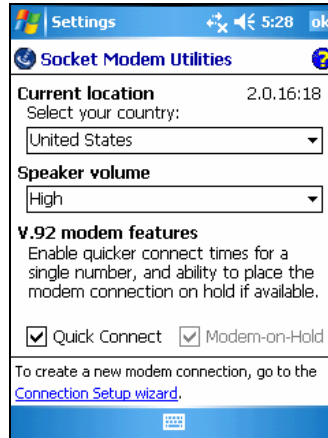 Settings 5:28 ok
Socket Modem Utilities
Current location 2.0.16:18
Select your country:
United States
Speaker volume
High
V.92 modem features
Enable quicker connect times for a
single number, and ability to place the
modem connection on hold if available.
Quick Connect Modem-on-Hold
To create a new modem connection, go to the
Connection Setup wizard.